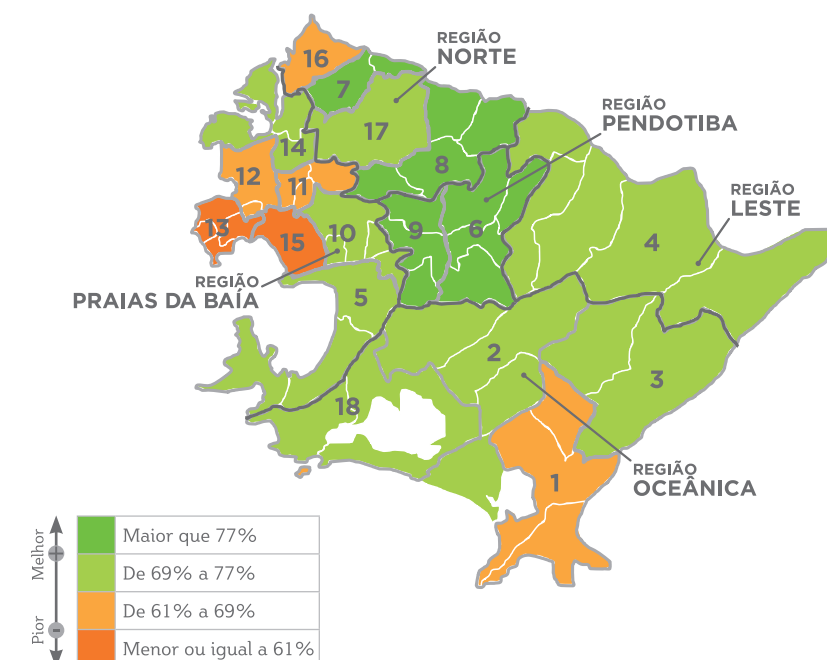 16
REGIÃO
NORTE
7
REGIÃO
PENDOTIBA
17
14
8
12
11
REGIÃO
LESTE
13
15
10
9
6
4
REGIÃO
PRAIAS DA BAÍA
5
2
3
18
REGIÃO
OCEÂNICA
1
Melhor
+
-
Pior
Maior que 77%
De 69% a 77%
De 61% a 69%
Menor ou igual a 61%